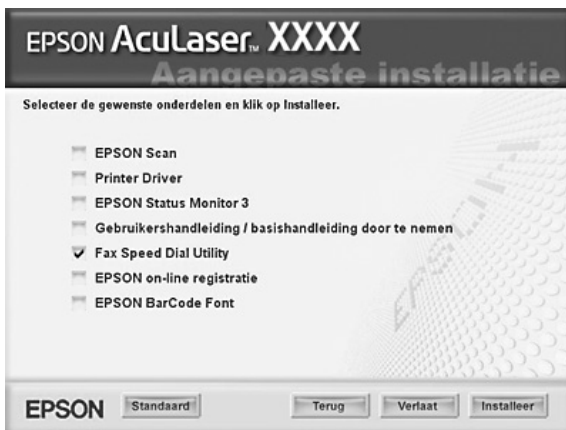 EPSON AcuLaser™ XXXX
Aangepaste installatie
Selecteer de gewenste onderdelen en klik op Installeer.
EPSON Scan
Printer Driver
EPSON Status Monitor 3
Gebruikershandleiding / basishandleiding door te nemen
Fax Speed Dial Utility
EPSON on-line registratie
EPSON BarCode Font
EPSON
EPSON Standaard Terug Verlaat Installeer